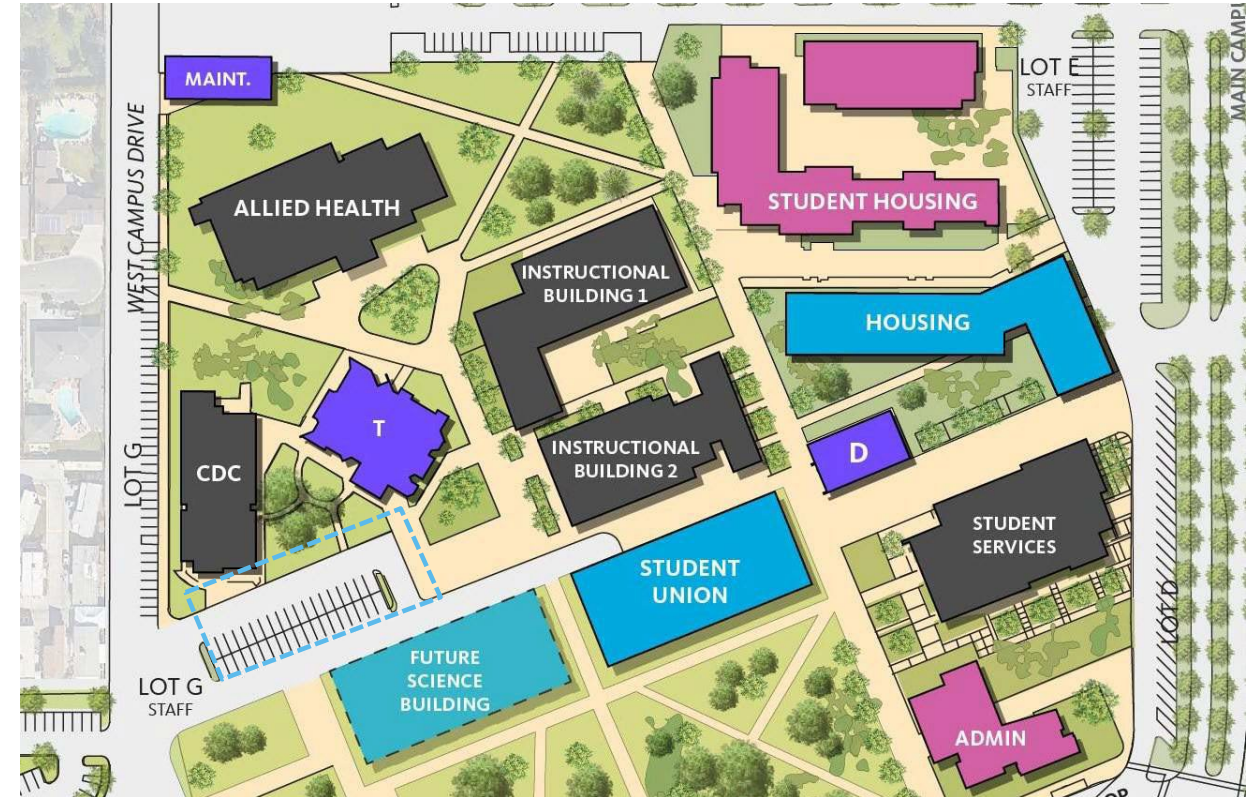 MAIN
LOT E
STAFF
MAINT.
WEST CAMPUS DRIVE
ALLIED HEALTH
STUDENT HOUSING
INSTRUCTIONAL
BUILDING 1
HOUSING
T
D
INSTRUCTIONAL
BUILDING 2
CDC
LOT G
STUDENT
SERVICES
STUDENT
UNION
LOT D
FUTURE
SCIENCE
BUILDING
LOT G
STAFF
ADMIN